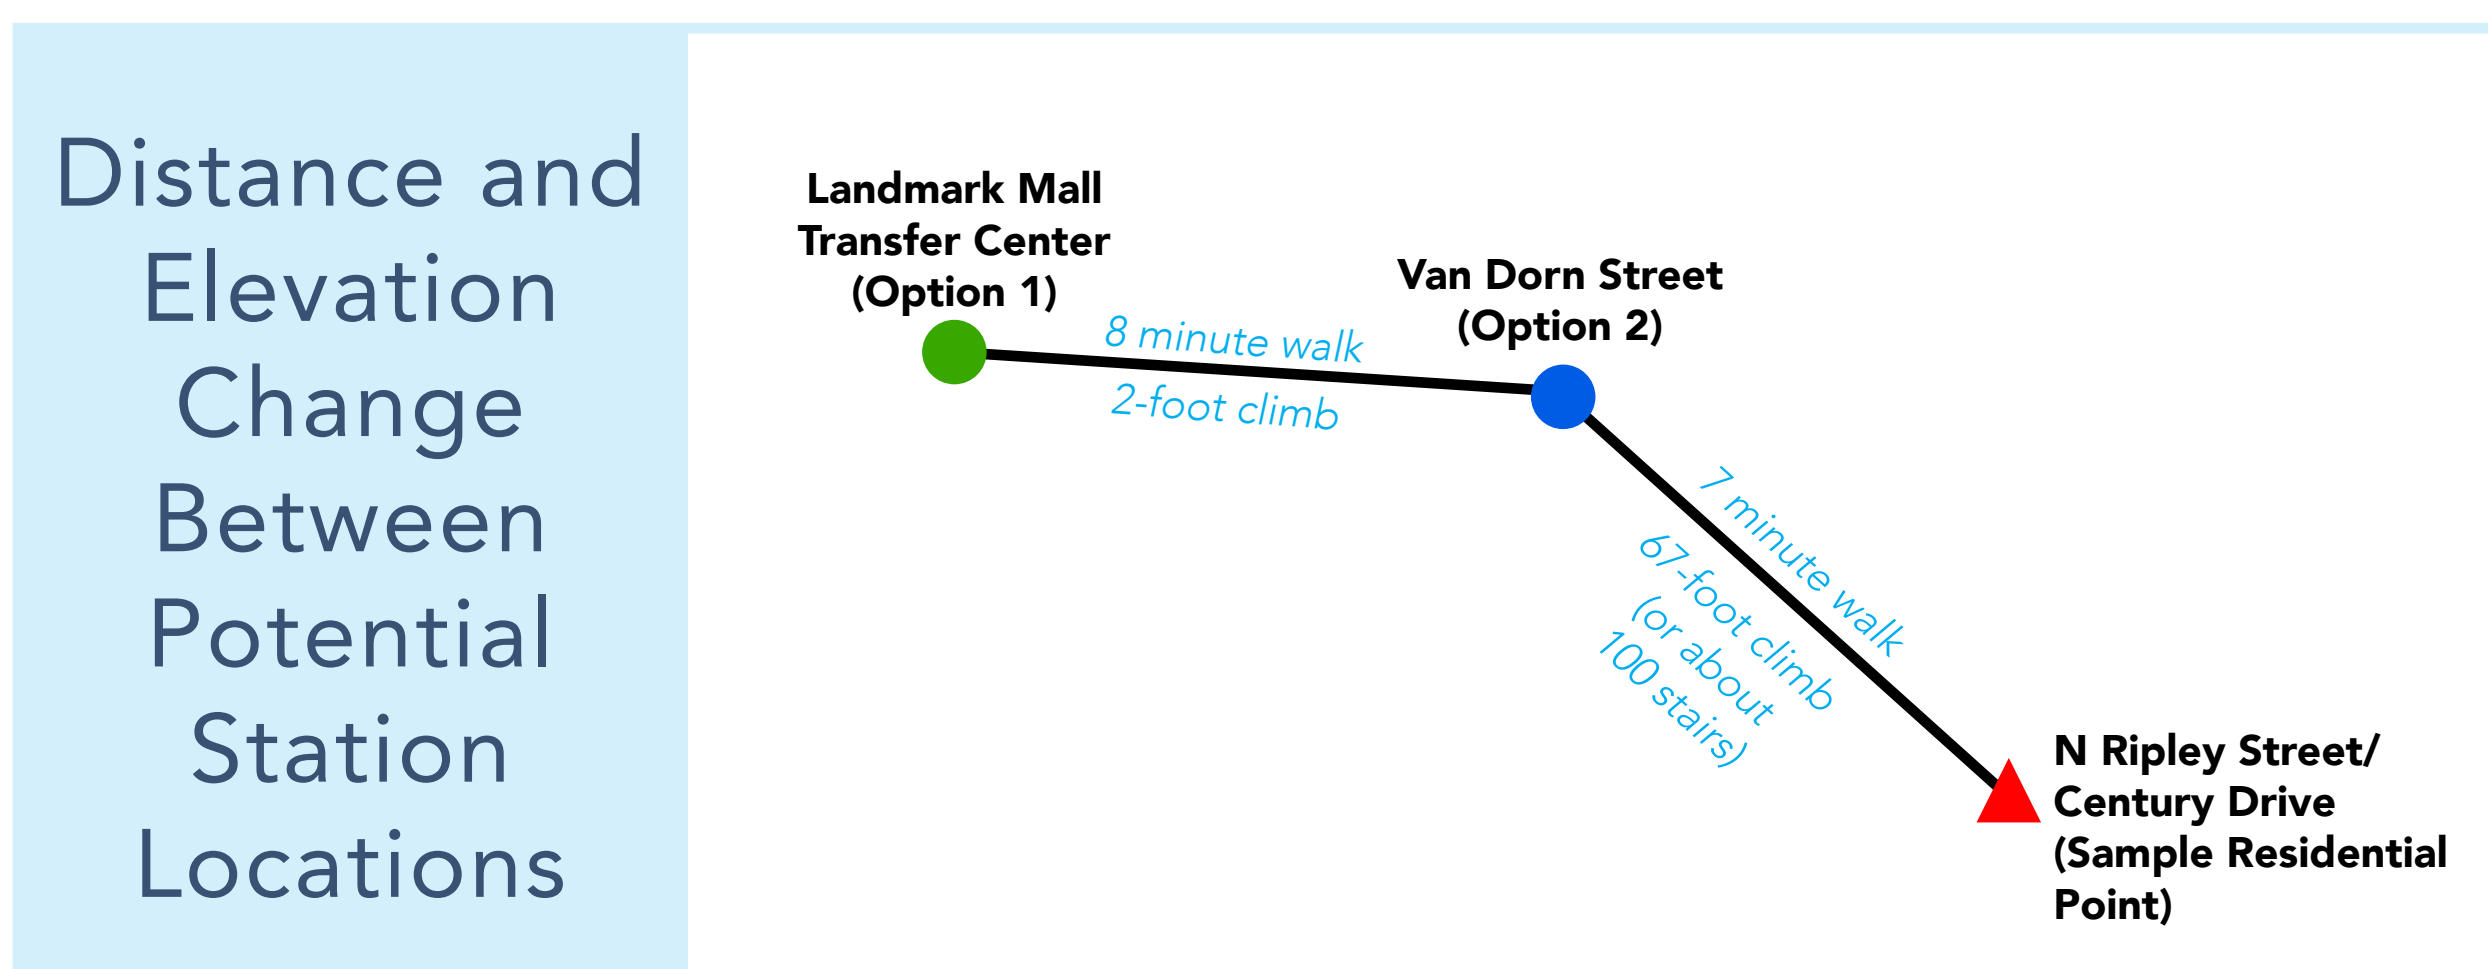 Distance and
Elevation
Change
Between
Potential
Station
Locations
Landmark Mall
Transfer Center
(Option 1)
8 minute walk
2-foot climb
Van Dorn Street
(Option 2)
7 minute walk
67-foot climb
(or about
100 stairs)
N Ripley Street/
Century Drive
(Sample Residential
Point)